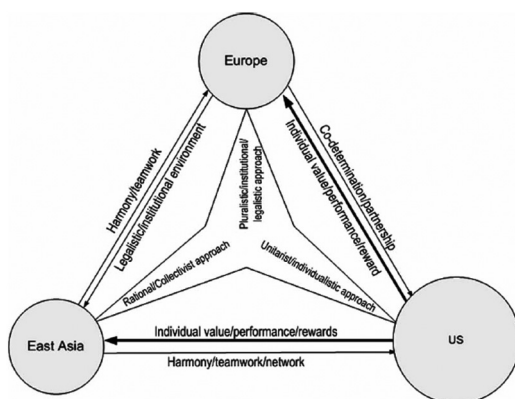 Europe
Harmony/teamwork
Legalistic/institutional environment
Pluralistic/institutional/
legalistic approach
Individual value/performance/reward
Co-determination/partnership
Rational/Collectivist approach
Unitarist/individualistic approach
East Asia
Individual value/performance/rewards
Harmony/teamwork/network
US